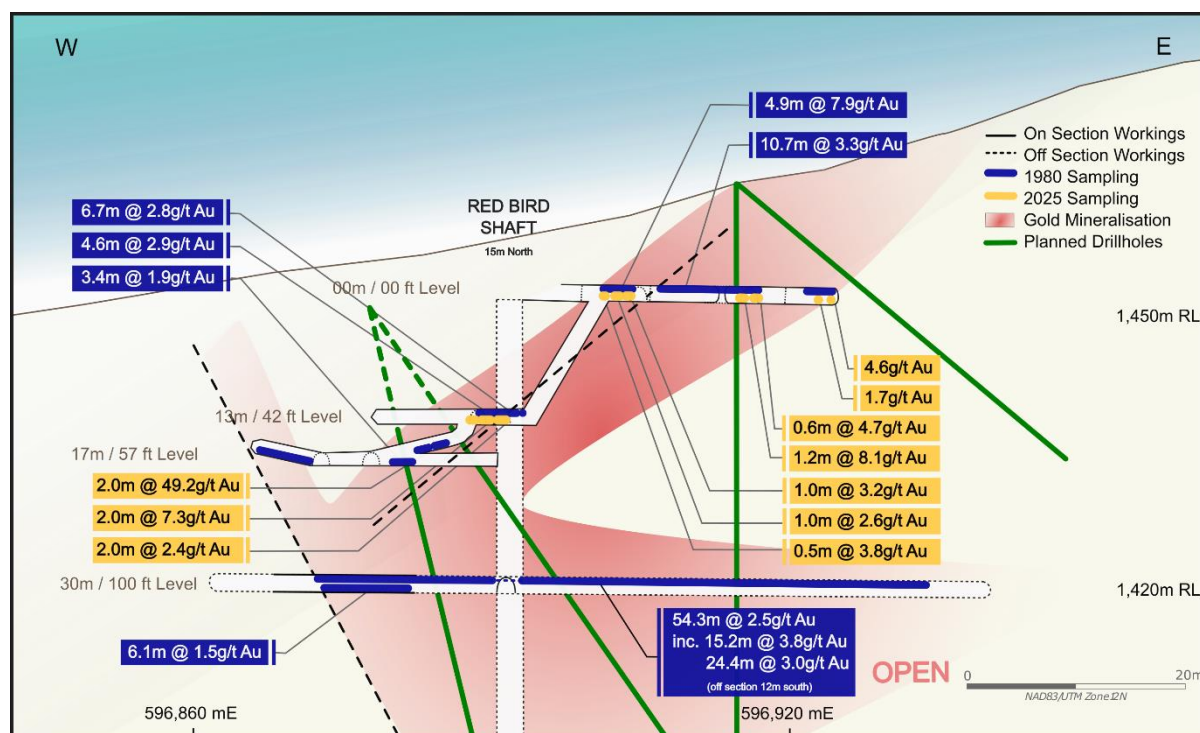 W
E
4.9m @ 7.9g/t Au
10.7m @ 3.3g/t Au
On Section Workings
Off Section Workings
1980 Sampling
2025 Sampling
Gold Mineralisation
Planned Drillholes
6.7m @ 2.8g/t Au
4.6m @ 2.9g/t Au
3.4m @ 1.9g/t Au
RED BIRD
SHAFT
15m North
00m / 00 ft Level
1,450m RL
4.6g/t Au
1.7g/t Au
0.6m @ 4.7g/t Au
1.2m @ 8.1g/t Au
1.0m @ 3.2g/t Au
1.0m @ 2.6g/t Au
0.5m @ 3.8g/t Au
13m / 42 ft Level
17m / 57 ft Level
2.0m @ 49.2g/t Au
2.0m @ 7.3g/t Au
2.0m @ 2.4g/t Au
30m / 100 ft Level
1,420m RL
6.1m @ 1.5g/t Au
54.3m @ 2.5g/t Au
inc. 15.2m @ 3.8g/t Au
24.4m @ 3.0g/t Au
(off section 12m south)
OPEN
0
20m
NAD83/UTM Zone12N
596,860 mE
596,920 mE